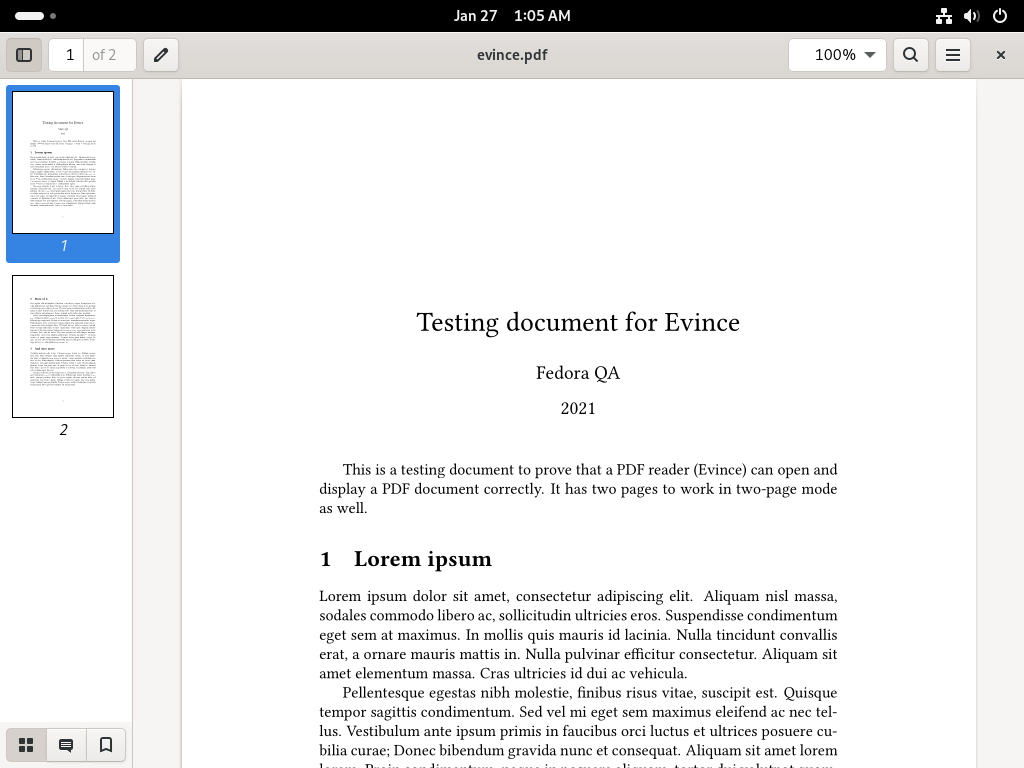 Jan 27 1:05 AM
1 of 2
evince.pdf
100%
1
2
Testing document for Evince
Fedora QA
2021
This is a testing document to prove that a PDF reader (Evince) can open and
display a PDF document correctly. It has two pages to work in two-page mode
as well.
1 Lorem ipsum
Lorem ipsum dolor sit amet, consectetur adipiscing elit. Aliquam nisl massa,
sodales commodo libero ac, sollicitudin ultricies eros. Suspendisse condimentum
eget sem at maximus. In mollis quis mauris id lacinia. Nulla tincidunt convallis
erat, a ornare mauris mattis in. Nulla pulvinar efficitur consectetur. Aliquam sit
amet elementum massa. Cras ultricies id dui ac vehicula.
Pellentesque egestas nibh molestie, finibus risus vitae, suscipit est. Quisque
tempor sagittis condimentum. Sed vel mi eget sem maximus eleifend ac nec tel-
lus. Vestibulum ante ipsum primis in faucibus orci luctus et ultrices posuere cu-
bilia curae; Donec bibendum gravida nunc et consequat. Aliquam sit amet lorem